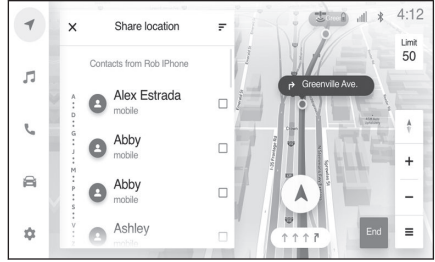 × Share location
Contacts from Rob IPhone
Alex Estrada
mobile
Abby
mobile
Abby
mobile
Ashley
mobile
A
D
G
J
M
P
S
V
4:12
Limit
50
Greenville Ave.
+
−
End